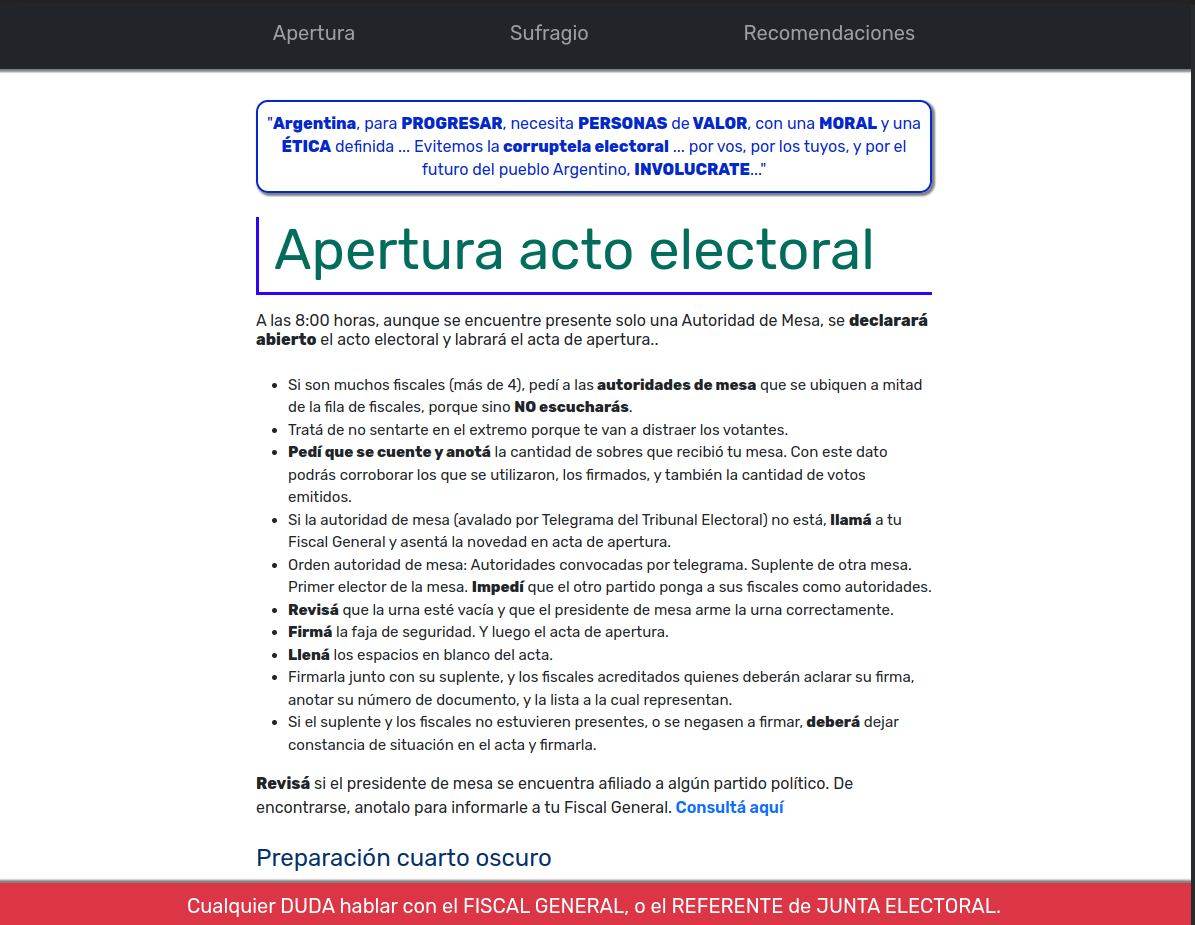 Apertura Sufragio Recomendaciones
"Argentina, para PROGRESAR, necesita PERSONAS de VALOR, con una MORAL y una
ÉTICA definida ... Evitemos la corruptela electoral ... por vos, por los tuyos, y por el
futuro del pueblo Argentino, INVOLUCRATE..."
Apertura acto electoral
A las 8:00 horas, aunque se encuentre presente solo una Autoridad de Mesa, se declarará
abierto el acto electoral y labrará el acta de apertura..
• Si son muchos fiscales (más de 4), pedí a las autoridades de mesa que se ubiquen a mitad
de la fila de fiscales, porque sino NO escucharás.
• Tratá de no sentarte en el extremo porque te van a distraer los votantes.
• Pedí que se cuente y anotá la cantidad de sobres que recibió tu mesa. Con este dato
podrás corroborar los que se utilizaron, los firmados, y también la cantidad de votos
emitidos.
• Si la autoridad de mesa (avalado por Telegrama del Tribunal Electoral) no está, llamá a tu
Fiscal General y asentá la novedad en acta de apertura.
• Orden autoridad de mesa: Autoridades convocadas por telegrama. Suplente de otra mesa.
Primer elector de la mesa. Impedí que el otro partido ponga a sus fiscales como autoridades.
• Revisá que la urna esté vacía y que el presidente de mesa arme la urna correctamente.
• Firmá la faja de seguridad. Y luego el acta de apertura.
• Llená los espacios en blanco del acta.
• Firmarla junto con su suplente, y los fiscales acreditados quienes deberán aclarar su firma,
anotar su número de documento, y la lista a la cual representan.
• Si el suplente y los fiscales no estuvieren presentes, o se negasen a firmar, deberá dejar
constancia de situación en el acta y firmarla.
Revisá si el presidente de mesa se encuentra afiliado a algún partido político. De
encontrarse, anotalo para informarle a tu Fiscal General. Consultá aquí
Preparación cuarto oscuro
Cualquier DUDA hablar con el FISCAL GENERAL, o el REFERENTE de JUNTA ELECTORAL.